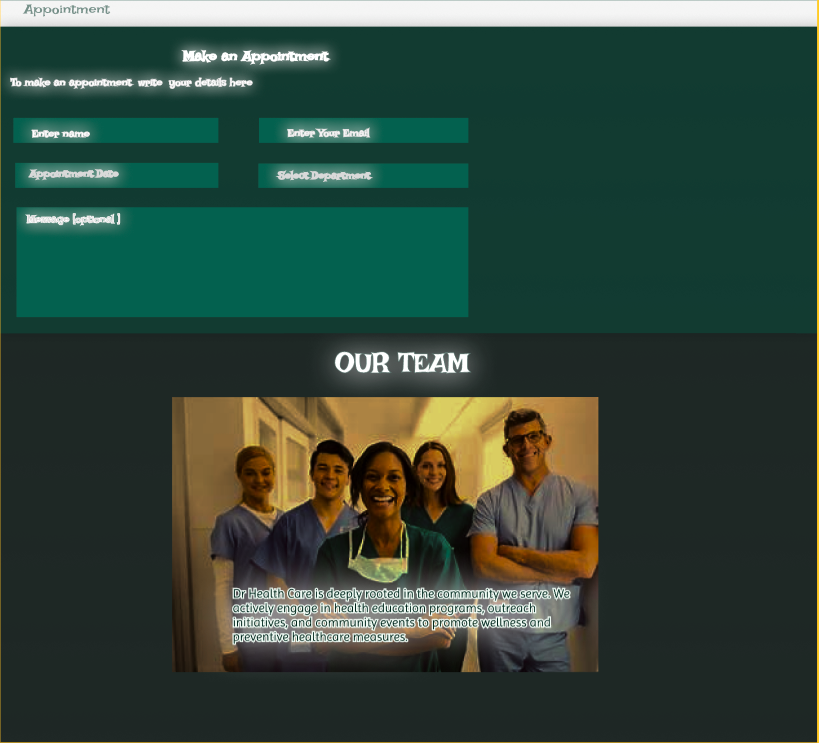 Appointment
Make an Appointment
To make an appointment write your details here
Enter name
Enter Your Email
Appointment Date
Select Department
Message [optional ]
OUR TEAM
Dr Health Care is deeply rooted in the community we serve. We
actively engage in health education programs, outreach
initiatives, and community events to promote wellness and
preventive healthcare measures.